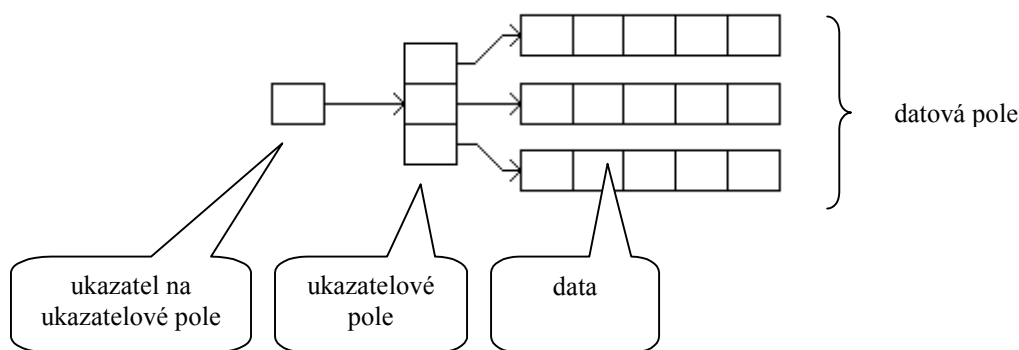 datová pole
ukazatel na
ukazatelové pole
ukazatelové
pole
data